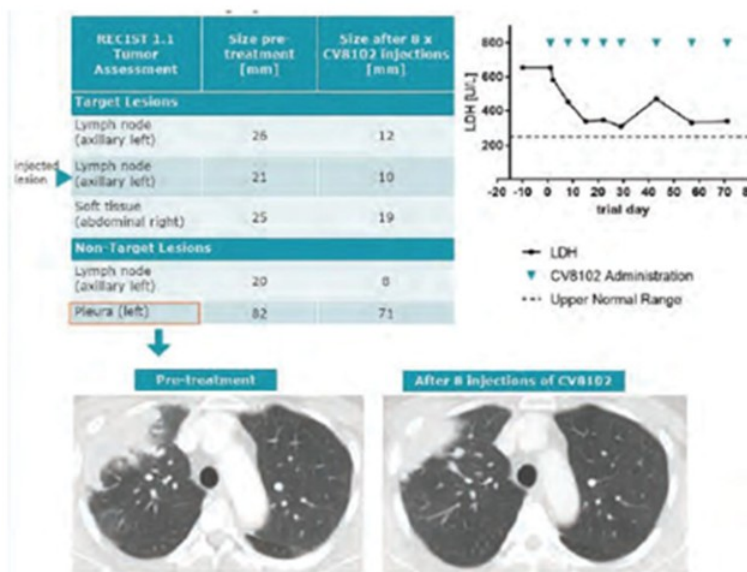 RECIST 1.1
Tumor
Assessment
Size pre-
treatment
[mm]
Size after 8 x
CV8102 injections
[mm]
Target Lesions
Lymph node
(axillary left)
26
12
injected
lesion
Lymph node
(axillary left)
21
10
Soft tissue
(abdominal right)
25
19
Non-Target Lesions
Lymph node
(axillary left)
20
8
Pleura (left)
82
71
800
600
400
200
LDH [U/L]
-20 -10 0 10 20 30 40 50 60 70
trial day
LDH
CV8102 Administration
Upper Normal Range
Pre-treatment
After 8 injections of CV8102